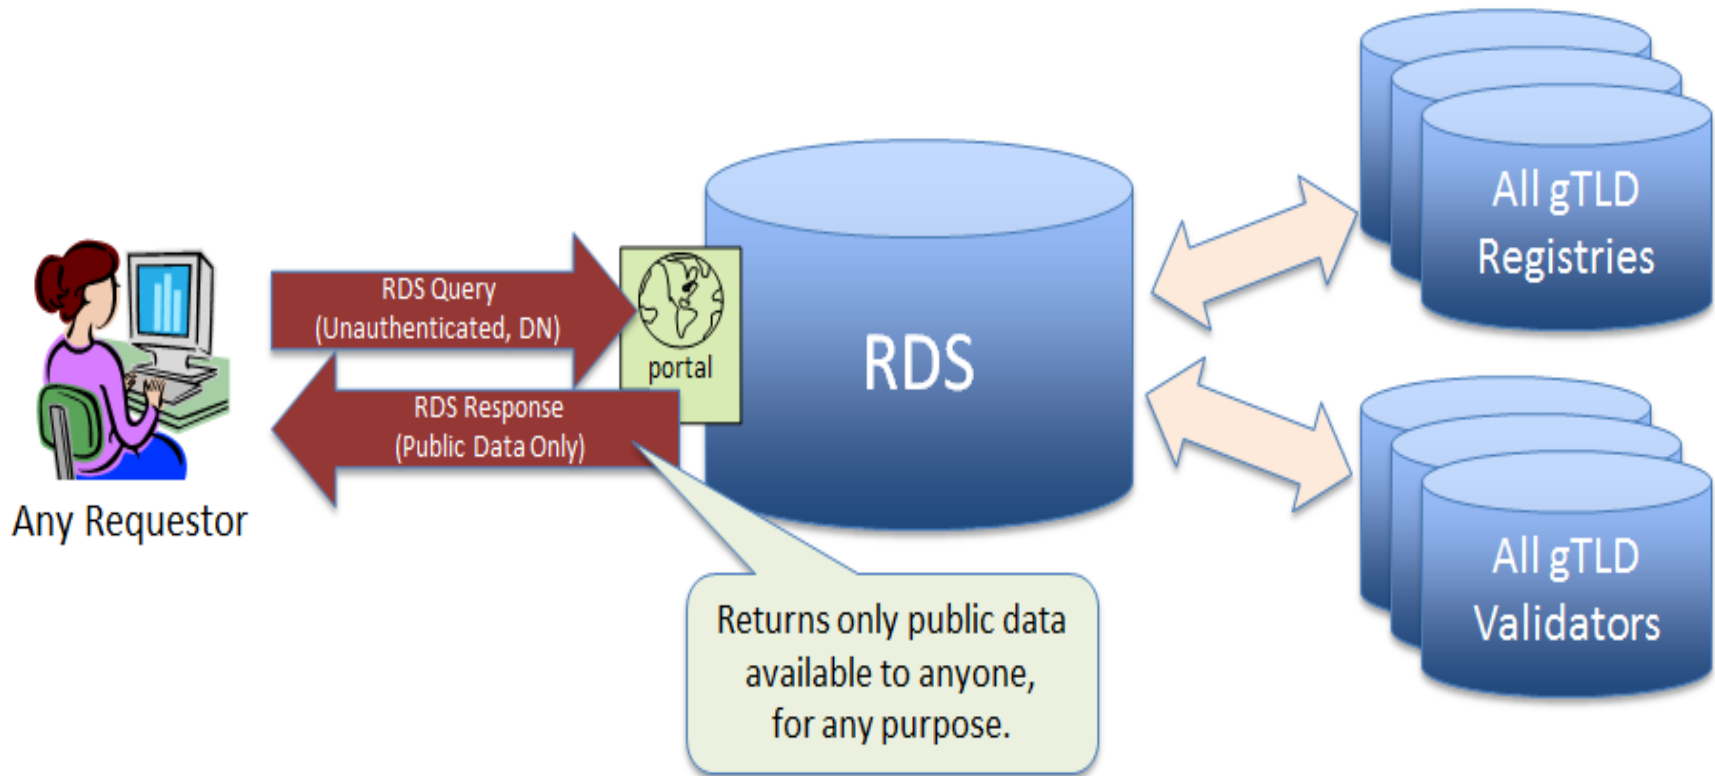 Any Requestor
RDS Query
(Unauthenticated, DN)
RDS Response
(Public Data Only)
portal
RDS
Returns only public data
available to anyone,
for any purpose.
All gTLD
Registries
All gTLD
Validators